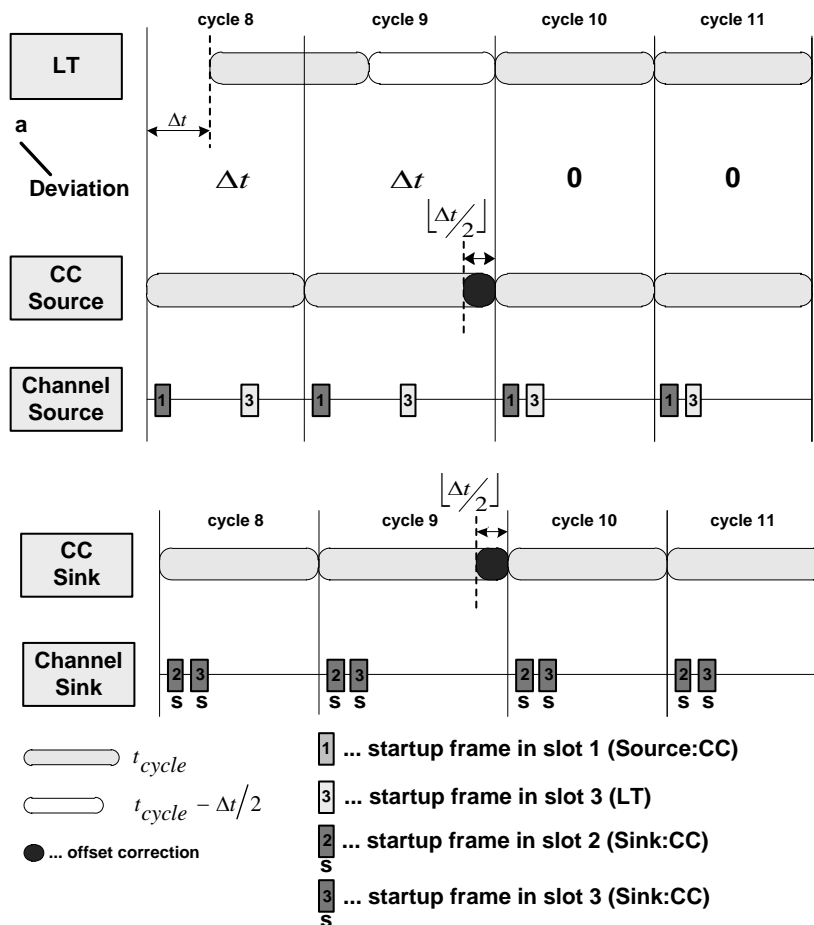 cycle 8 cycle 9 cycle 10 cycle 11
LT
Δt
a
Deviation
Δt Δt 0 0
⌊Δt/2⌋
CC
Source
Channel
Source
1 3 1 3 1 3 1 3
⌊Δt/2⌋
cycle 8 cycle 9 cycle 10 cycle 11
CC
Sink
Channel
Sink
2 3 2 3 2 3 2 3
s s s s s s s s
t cycle
1 ... startup frame in slot 1 (Source:CC)
t cycle − Δt/2
3 ... startup frame in slot 3 (LT)
... offset correction
2 ... startup frame in slot 2 (Sink:CC)
s
3 ... startup frame in slot 3 (Sink:CC)
s